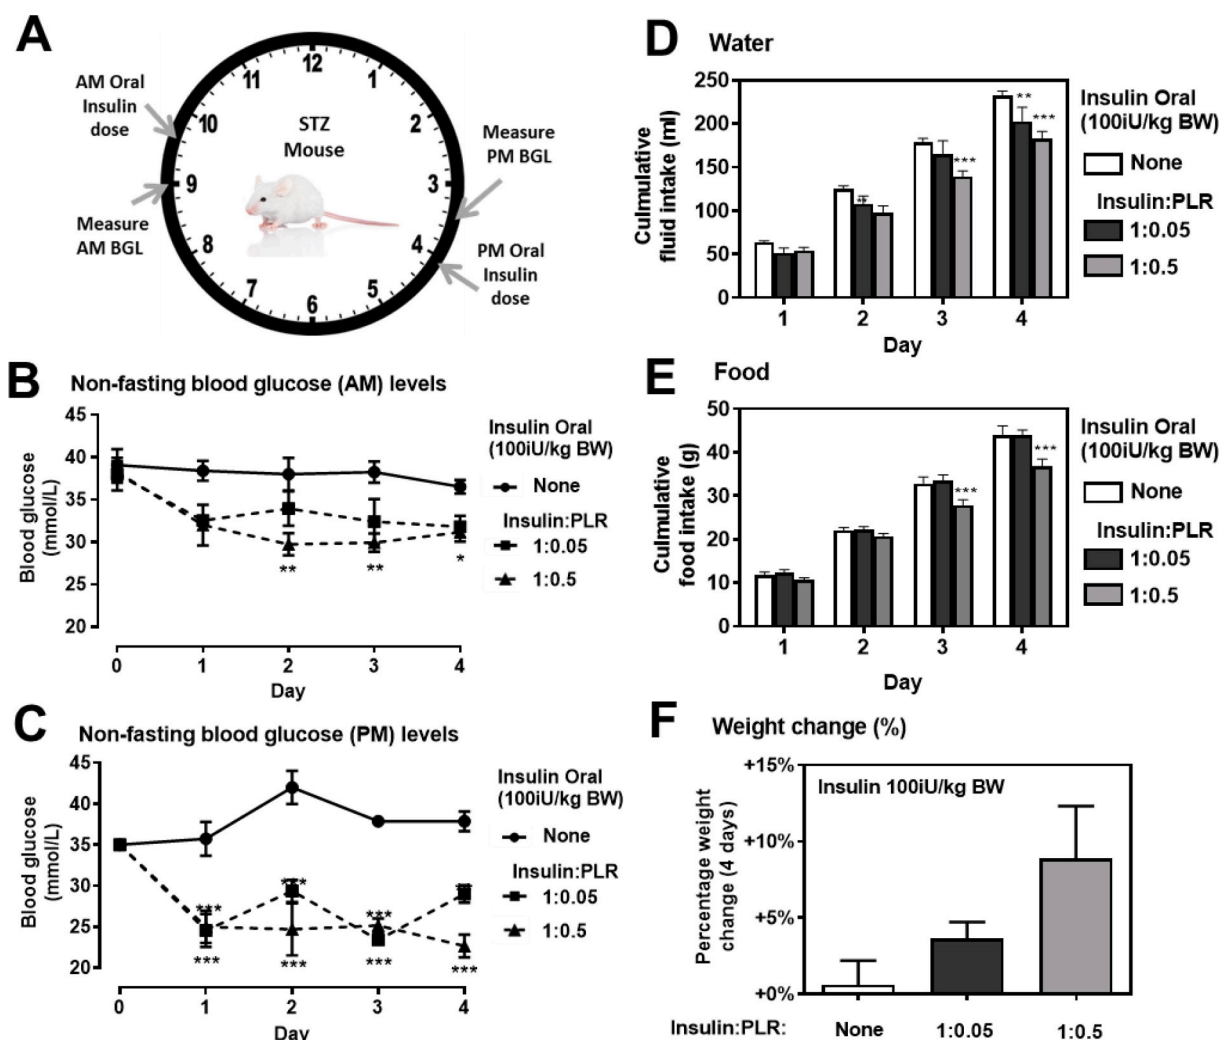 A
12
1
2
3
4
5
6
7
8
9
10
11
STZ
Mouse
AM Oral
Insulin
dose
Measure
AM BGL
Measure
PM BGL
PM Oral
Insulin
dose
B
Non-fasting blood glucose (AM) levels
Blood glucose
(mmol/L)
45
40
35
30
25
20
**
**
*
0
1
2
3
4
Day
Insulin Oral
(100iU/kg BW)
None
Insulin:PLR
1:0.05
1:0.5
C
Non-fasting blood glucose (PM) levels
Blood glucose
(mmol/L)
45
40
35
30
25
20
***
***
***
***
***
***
***
***
0
1
2
3
4
Day
Insulin Oral
(100iU/kg BW)
None
Insulin:PLR
1:0.05
1:0.5
D
Water
Culmulative
fluid intake (ml)
250
200
150
100
50
0
**
***
**
***
1
2
3
4
Day
Insulin Oral
(100iU/kg BW)
None
Insulin:PLR
1:0.05
1:0.5
E
Food
Culmulative
food intake (g)
50
40
30
20
10
0
***
***
1
2
3
4
Day
Insulin Oral
(100iU/kg BW)
None
Insulin:PLR
1:0.05
1:0.5
F
Weight change (%)
Percentage weight
change (4 days)
+15%
+10%
+5%
+0%
Insulin 100iU/kg BW
Insulin:PLR:
None
1:0.05
1:0.5